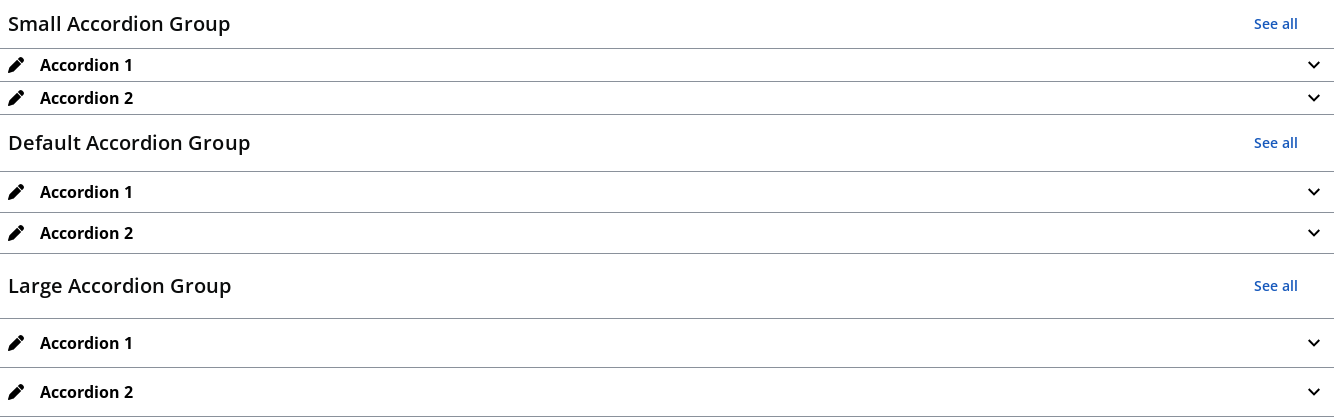 Small Accordion Group See all
Accordion 1
Accordion 2
Default Accordion Group See all
Accordion 1
Accordion 2
Large Accordion Group See all
Accordion 1
Accordion 2